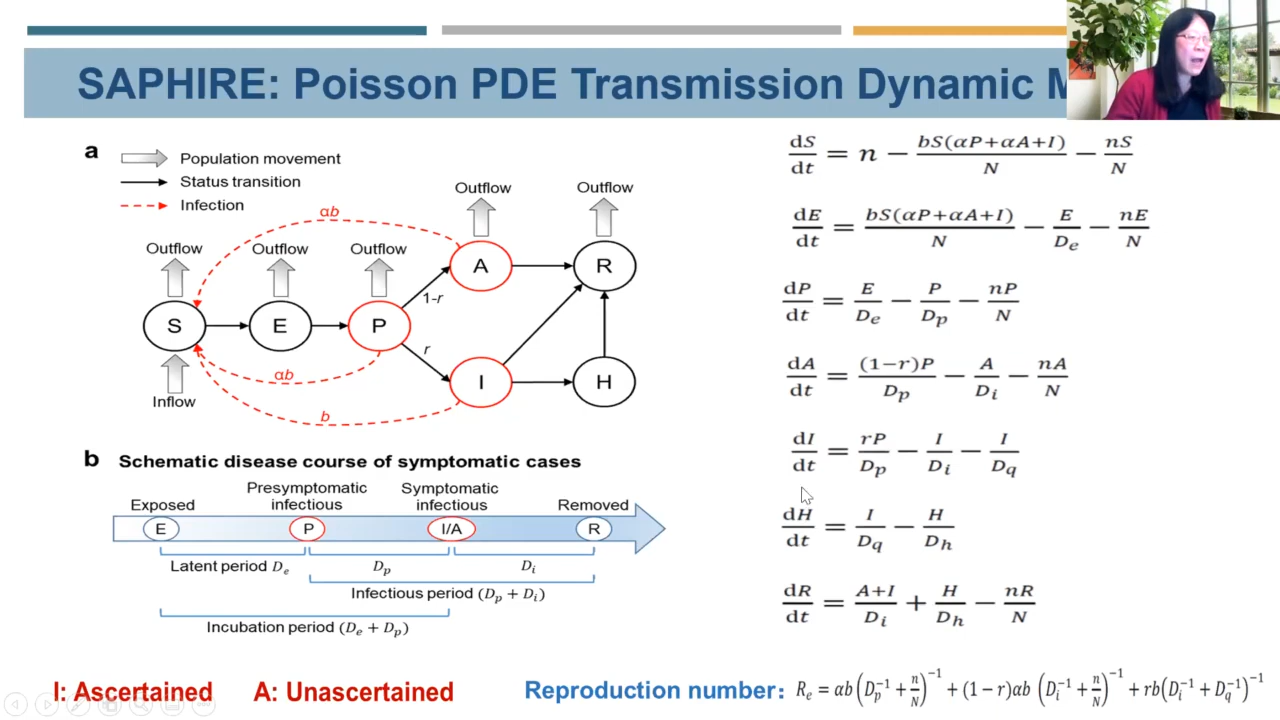 SAPHIRE: Poisson PDE Transmission Dynamic M
a
Population movement
Status transition
Infection
Outflow
Outflow
Outflow
Outflow
Outflow
αb
A
R
1-r
S
E
P
r
αb
I
H
b
Inflow
b Schematic disease course of symptomatic cases
Exposed
Presymptomatic infectious
Symptomatic infectious
Removed
E
P
I/A
R
Latent period D_e
D_p
D_i
Infectious period (D_p + D_i)
Incubation period (D_e + D_p)
dS/dt = n − bS(αP+αA+I)/N − nS/N
dE/dt = bS(αP+αA+I)/N − E/D_e − nE/N
dP/dt = E/D_e − P/D_p − nP/N
dA/dt = (1−r)P/D_p − A/D_i − nA/N
dI/dt = rP/D_p − I/D_i − I/D_q
dH/dt = I/D_q − H/D_h
dR/dt = A+I/D_i + H/D_h − nR/N
I: Ascertained A: Unascertained
Reproduction number: R_e = αb(D_p^−1 + n/N)^−1 + (1 − r)αb (D_i^−1 + n/N)^−1 + rb(D_i^−1 + D_q^−1)^−1